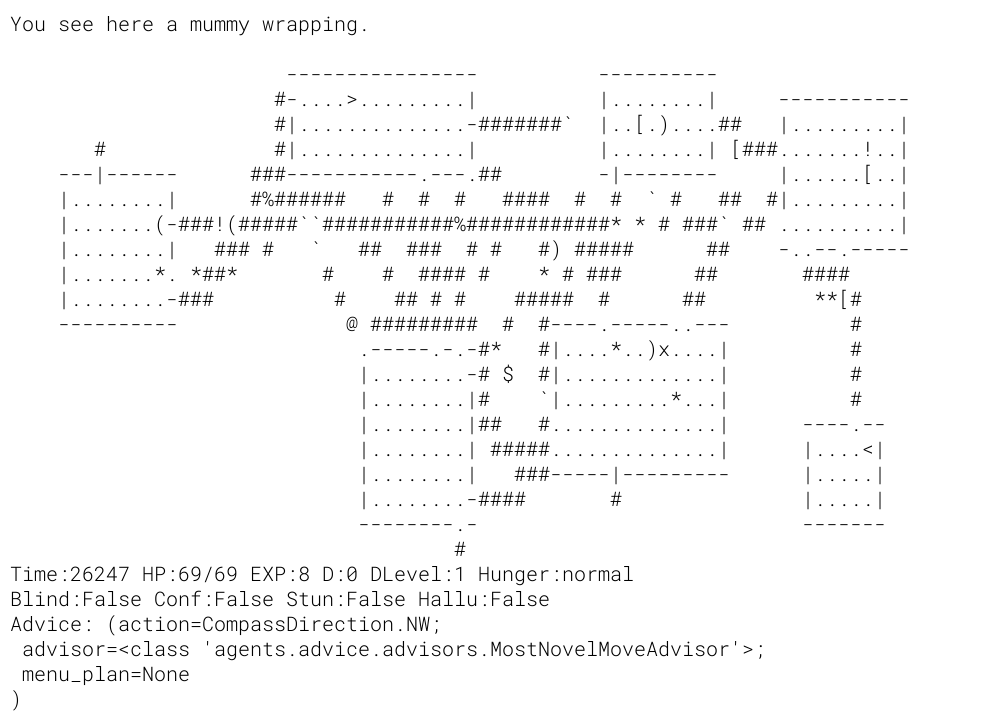 You see here a mummy wrapping.

                       ----------------          ----------
                      #-....>.........|          |........|     -----------
                      #|..............-#######`  |..[.)....##   |.........|
       #              #|..............|          |........| [###.......!..|
    ---|------      ###-----------.---.##        -|--------     |......[..|
    |........|      #%######   #  #  #   ####  #  #  ` #   ##  #|.........|
    |.......(-###!(#####``###########%############* * # ###` ## ..........|
    |........|   ### #   `   ##  ###  # #   #) #####      ##    -..--.-----
    |.......*. *##*       #    #  #### #    * # ###      ##       ####
    |........-###          #    ## # #    #####  #      ##         **[#
    ----------              @ #########  #  #----.-----..---          #
                             .-----.-.-#*   #|....*..)x....|          #
                             |........-# $  #|.............|          #
                             |........|#    `|.........*...|          #
                             |........|##   #..............|      ----.--
                             |........| #####..............|      |....<|
                             |........|   ###-----|---------      |.....|
                             |........-####       #               |.....|
                             --------.-                           -------
                                     #
Time:26247 HP:69/69 EXP:8 D:0 DLevel:1 Hunger:normal
Blind:False Conf:False Stun:False Hallu:False
Advice: (action=CompassDirection.NW;
 advisor=<class 'agents.advice.advisors.MostNovelMoveAdvisor'>;
 menu_plan=None
)